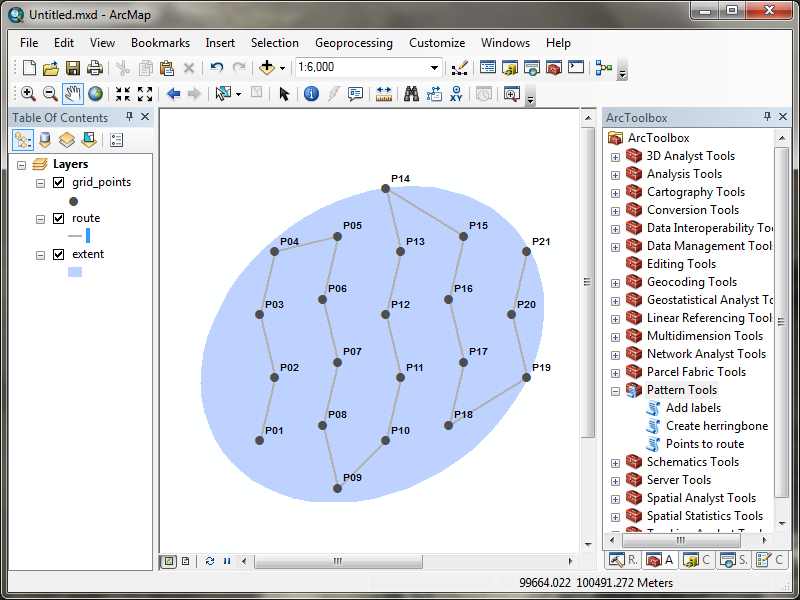 Untitled.mxd - ArcMap
File Edit View Bookmarks Insert Selection Geoprocessing Customize Windows Help
1:6,000
Table Of Contents
Layers
grid_points
route
extent
P14
P05
P15
P04
P13
P21
P06
P16
P03
P12
P20
P07
P17
P02
P11
P19
P08
P18
P01
P10
P09
ArcToolbox
ArcToolbox
3D Analyst Tools
Analysis Tools
Cartography Tools
Conversion Tools
Data Interoperability To
Data Management Tools
Editing Tools
Geocoding Tools
Geostatistical Analyst T
Linear Referencing Tool
Multidimension Tools
Network Analyst Tools
Parcel Fabric Tools
Pattern Tools
Add labels
Create herringbone
Points to route
Schematics Tools
Server Tools
Spatial Analyst Tools
Spatial Statistics Tools
R. A C S. C
99664.022 100491.272 Meters